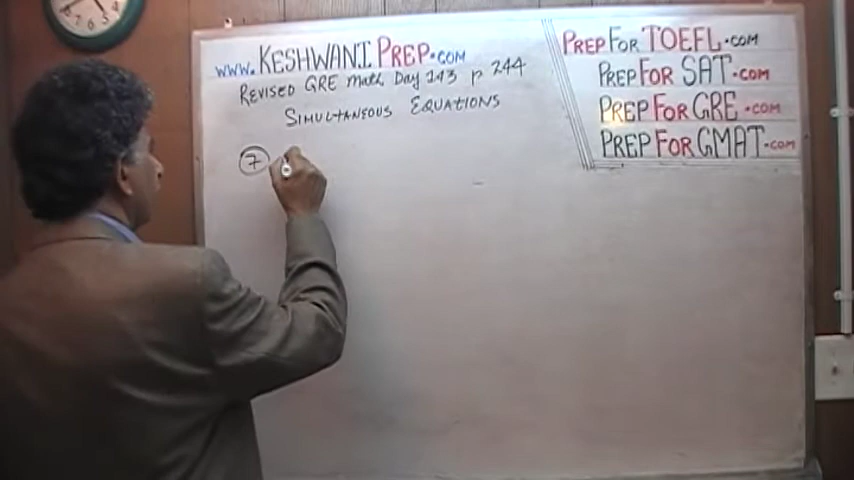 www.KESHWANI PREP.COM
REVISED GRE Math, Day 143 p 244
SIMULTANEOUS EQUATIONS
7
PREP FOR TOEFL.COM
PREP FOR SAT.COM
PREP FOR GRE.COM
PREP FOR GMAT.COM